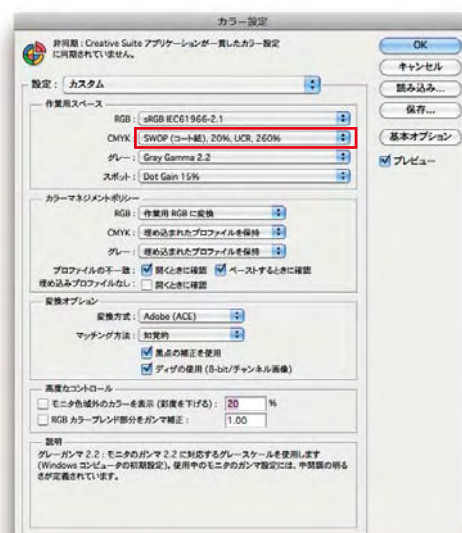 カラー設定
非同期：Creative Suite アプリケーションが一貫したカラー設定
に同期されていません。
OK
キャンセル
読み込み...
保存...
基本オプション
プレビュー
設定：カスタム
作業用スペース
RGB：sRGB IEC61966-2.1
CMYK：SWOP (コート紙), 20%, UCR, 260%
グレー：Gray Gamma 2.2
スポット：Dot Gain 15%
カラーマネジメントポリシー
RGB：作業用 RGB に変換
CMYK：埋め込まれたプロファイルを保持
グレー：埋め込まれたプロファイルを保持
プロファイルの不一致：開くときに確認 ペーストするときに確認
埋め込みプロファイルなし：開くときに確認
変換オプション
変換方式：Adobe (ACE)
マッチング方法：知覚的
黒点の補正を使用
ディザの使用 (8-bit/チャンネル画像)
高度なコントロール
モニタ色域外のカラーを表示 (彩度を下げる)：20 %
RGB カラーブレンド部分をガンマ補正：1.00
説明
グレーガンマ 2.2：モニタのガンマ 2.2 に対応するグレースケールを使用します
(Windows コンピュータの初期設定)。使用中のモニタのガンマ設定には、中間調の明る
さが定義されています。